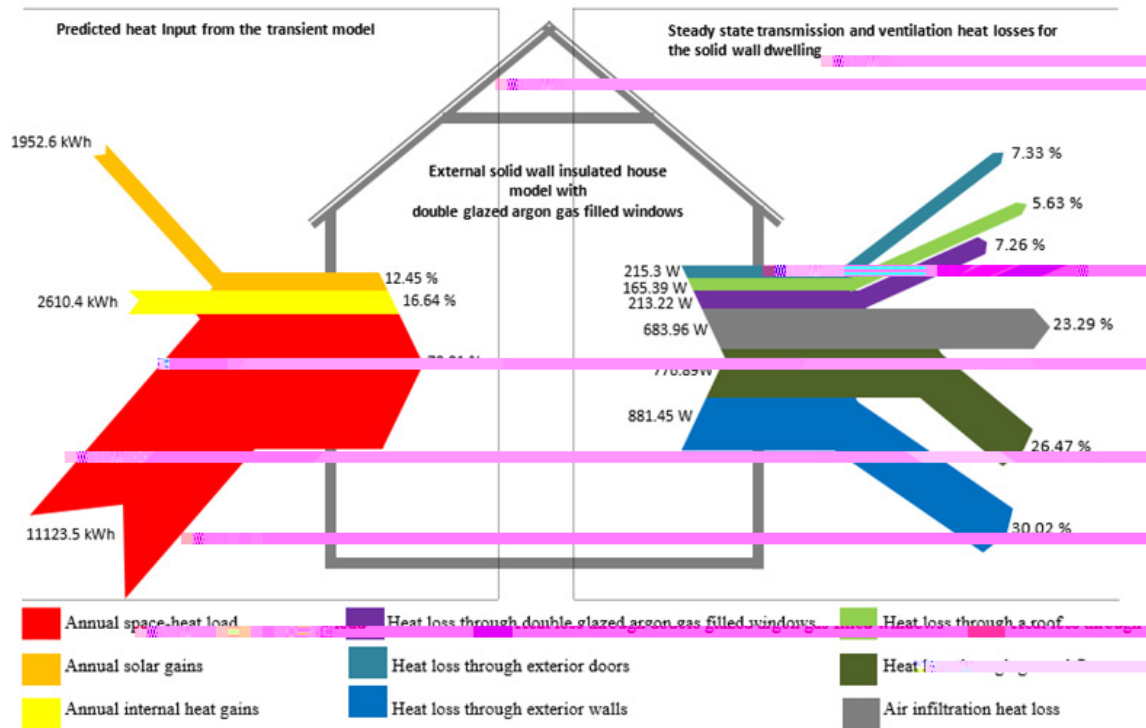 Predicted heat Input from the transient model
Steady state transmission and ventilation heat losses for
the solid wall dwelling
1952.6 kWh
External solid wall insulated house
model with
double glazed argon gas filled windows
7.33 %
5.63 %
7.26 %
12.45 %
215.3 W
2610.4 kWh
16.64 %
165.39 W
213.22 W
683.96 W
23.29 %
776.89W
881.45 W
26.47 %
11123.5 kWh
30.02 %
Annual space-heat load
Heat loss through double glazed argon gas filled windows
Heat loss through a roof
Annual solar gains
Heat loss through exterior doors
Heat
Annual internal heat gains
Heat loss through exterior walls
Air infiltration heat loss